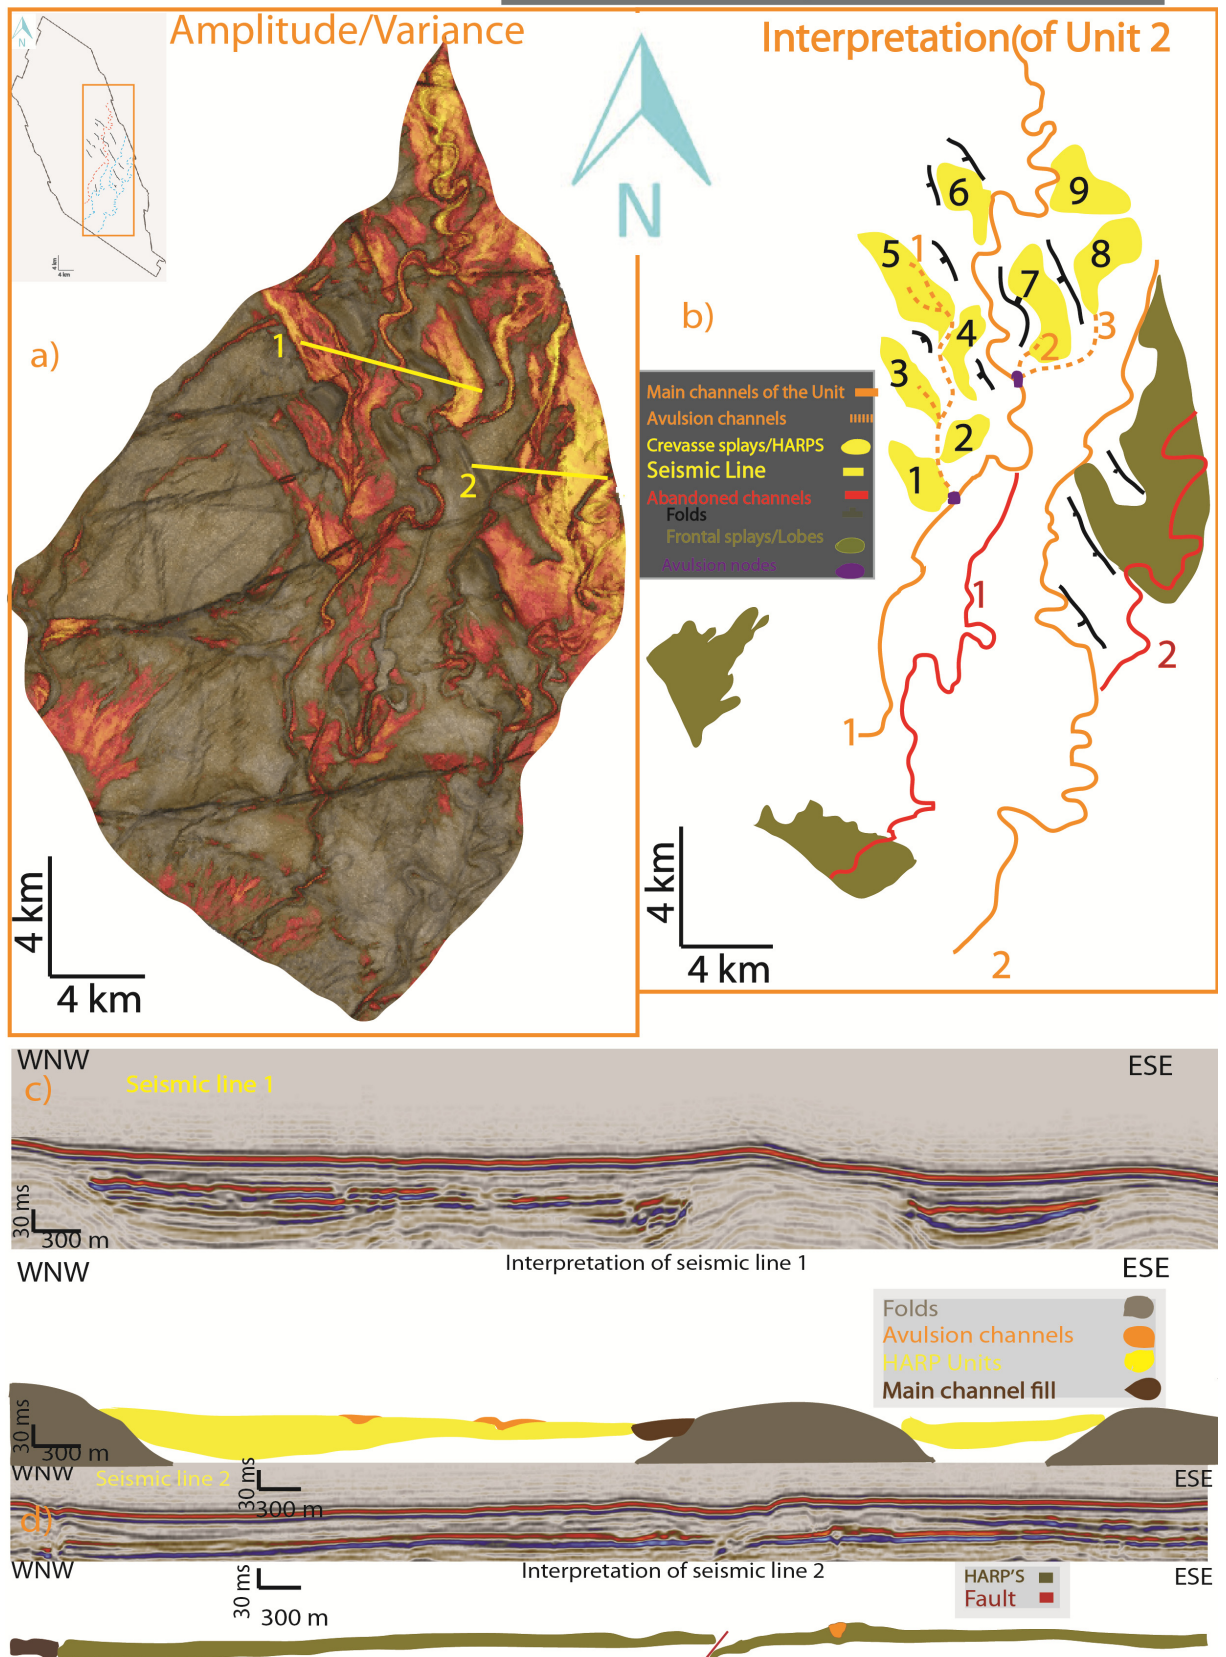 Amplitude/Variance
N
4 km
4 km
a)
1
2
4 km
4 km
N
Interpretation of Unit 2
b)
6
9
5
1
8
7
4
3
2
3
2
1
Main channels of the Unit
Avulsion channels
Crevasse splays/HARPS
Seismic Line
Abandoned channels
Folds
Frontal splays/Lobes
Avulsion nodes
1
2
1
2
4 km
4 km
WNW
ESE
c)
Seismic line 1
30 ms
300 m
Interpretation of seismic line 1
WNW
ESE
Folds
Avulsion channels
HARP Units
Main channel fill
30 ms
300 m
WNW
Seismic line 2
30 ms
300 m
ESE
d)
WNW
Interpretation of seismic line 2
ESE
30 ms
300 m
HARP'S
Fault